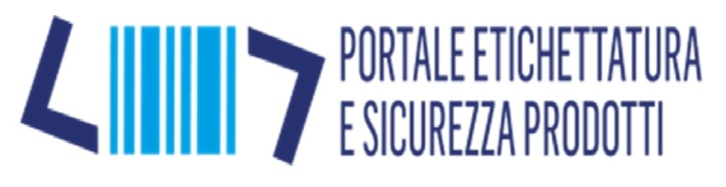 PORTALE ETICHETTATURA
E SICUREZZA PRODOTTI